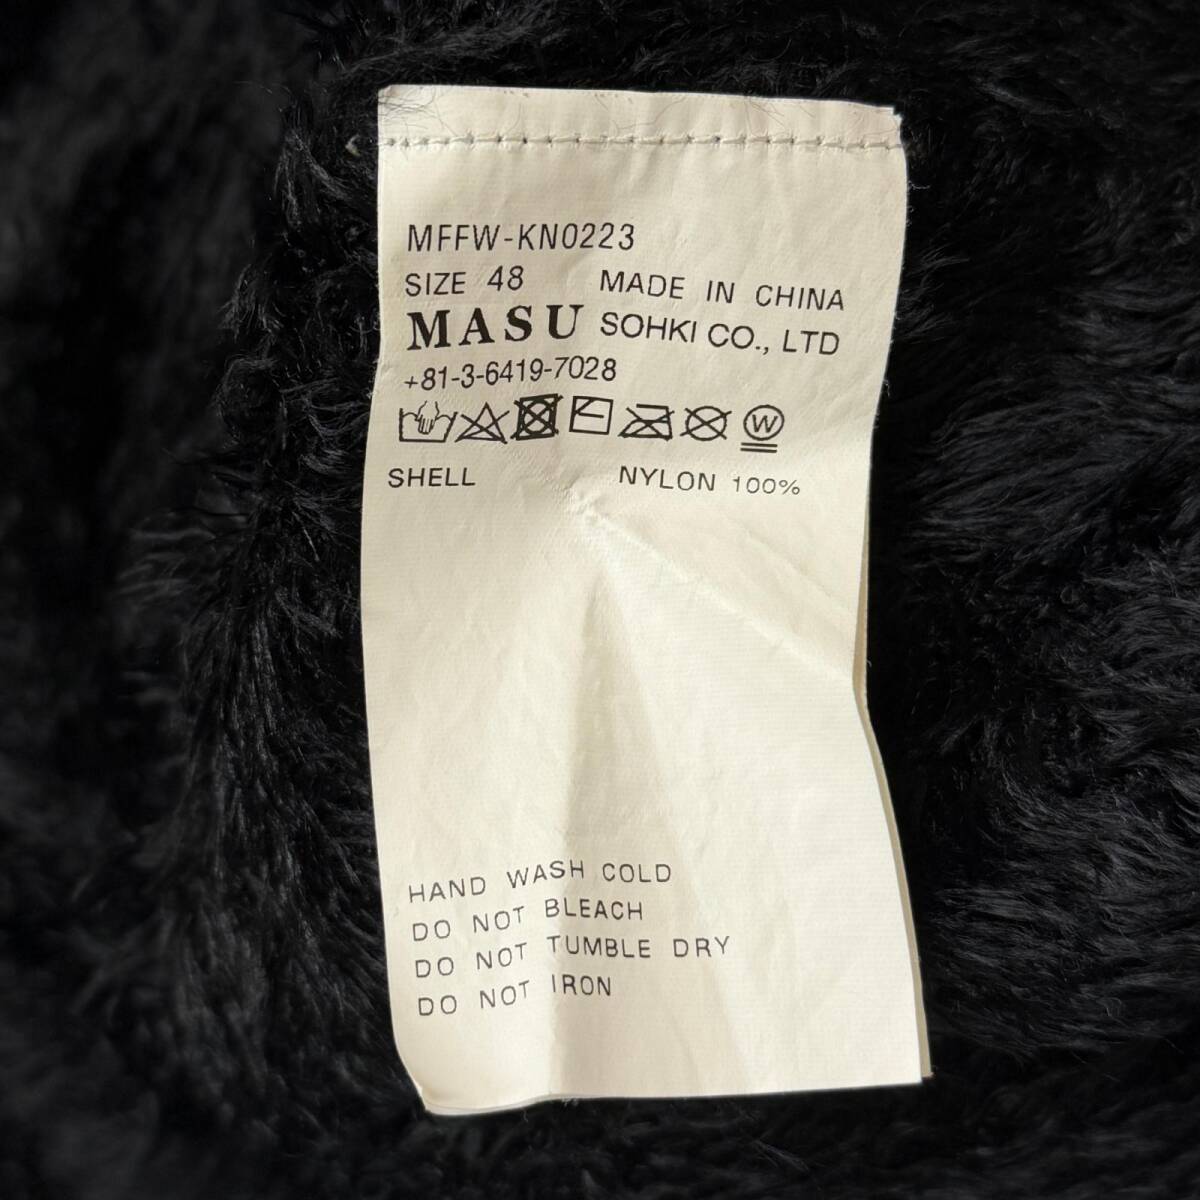 MFFW-KN0223
SIZE 48 MADE IN CHINA
MASU SOHKI CO., LTD
+81-3-6419-7028
W
SHELL NYLON 100%
HAND WASH COLD
DO NOT BLEACH
DO NOT TUMBLE DRY
DO NOT IRON